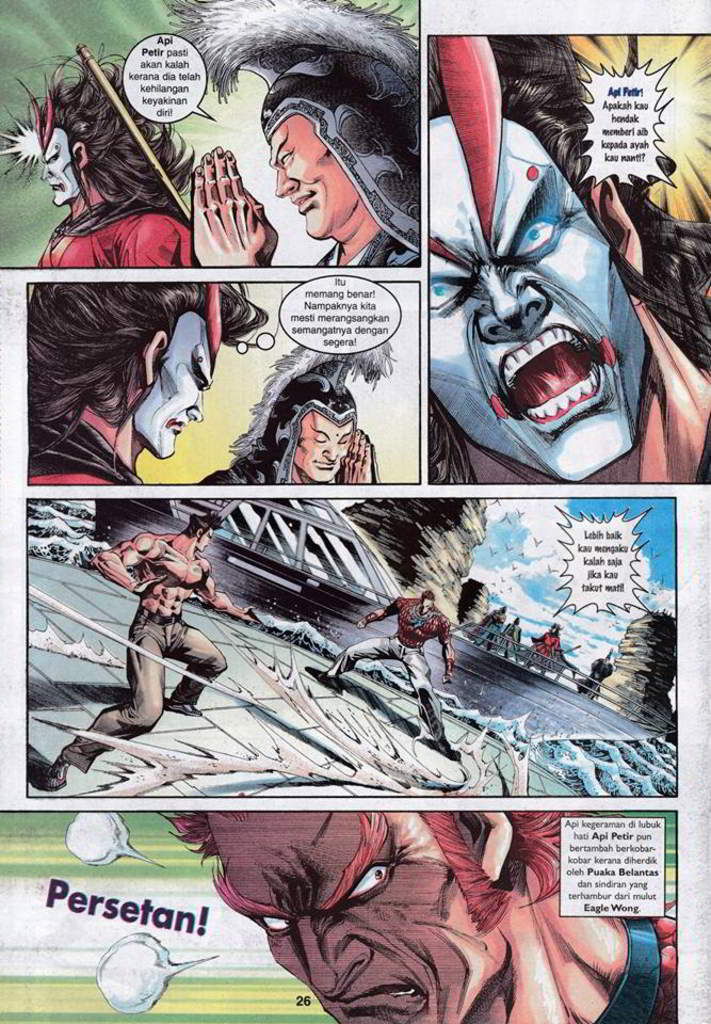 Api
Petir pasti
akan kalah
kerana dia telah
kehilangan
keyakinan
diri!
Api Petir!
Apakah kau
hendak
memberi aib
kepada ayah
kau nanti?
Itu
memang benar!
Nampaknya kita
mesti merangsangkan
semangatnya dengan
segera!
Lebih baik
kau mengaku
kalah saja
jika kau
takut mati!
Api kegeraman di lubuk
hati Api Petir pun
bertambah berkobar-
kobar kerana diherdik
oleh Puaka Belantas
dan sindiran yang
terhambur dari mulut
Eagle Wong.
Persetan!
26